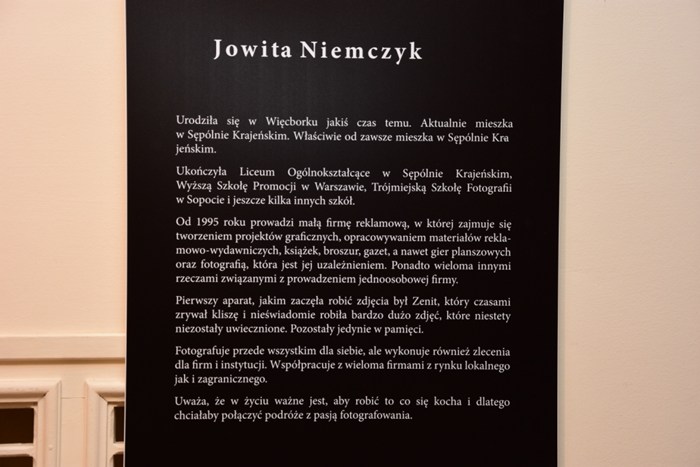 Jowita Niemczyk
Urodziła się w Więcborku jakiś czas temu. Aktualnie mieszka
w Sępólnie Krajeńskim. Właściwie od zawsze mieszka w Sępólnie Kra
jeńskim.
Ukończyła Liceum Ogólnokształcące w Sępólnie Krajeńskim,
Wyższą Szkołę Promocji w Warszawie, Trójmiejską Szkołę Fotografii
w Sopocie i jeszcze kilka innych szkół.
Od 1995 roku prowadzi małą firmę reklamową, w której zajmuje się
tworzeniem projektów graficznych, opracowywaniem materiałów rekla-
mowo-wydawniczych, książek, broszur, gazet, a nawet gier planszowych
oraz fotografią, która jest jej uzależnieniem. Ponadto wieloma innymi
rzeczami związanymi z prowadzeniem jednoosobowej firmy.
Pierwszy aparat, jakim zaczęła robić zdjęcia był Zenit, który czasami
zrywał kliszę i nieświadomie robiła bardzo dużo zdjęć, które niestety
niezostały uwiecznione. Pozostały jedynie w pamięci.
Fotografuje przede wszystkim dla siebie, ale wykonuje również zlecenia
dla firm i instytucji. Współpracuje z wieloma firmami z rynku lokalnego
jak i zagranicznego.
Uważa, że w życiu ważne jest, aby robić to co się kocha i dlatego
chciałaby połączyć podróże z pasją fotografowania.